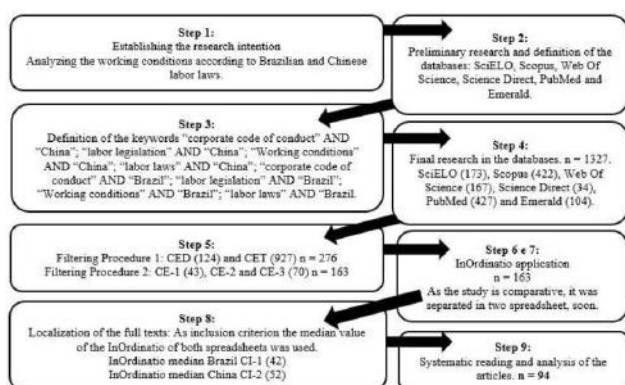 Step 1:
Establishing the research intention
Analyzing the working conditions according to Brazilian and Chinese
labor laws.
Step 2:
Preliminary research and definition of the
databases: SciELO, Scopus, Web Of
Science, Science Direct, PubMed and
Emerald.
Step 3:
Definition of the keywords “corporate code of conduct” AND
“China”; “labor legislation” AND “China”; “Working conditions”
AND “China”; “labor laws” AND “China”; “corporate code of
conduct” AND “Brazil”; “labor legislation” AND “Brazil”;
“Working conditions” AND “Brazil”; “labor laws” AND “Brazil.
Step 4:
Final research in the databases. n = 1327.
SciELO (173), Scopus (422), Web Of
Science (167), Science Direct (34),
PubMed (427) and Emerald (104).
Step 5:
Filtering Procedure 1: CED (124) and CET (927) n = 276
Filtering Procedure 2: CE-1 (43), CE-2 and CE-3 (70) n = 163
Step 6 e 7:
InOrdinatio application
n = 163
As the study is comparative, it was
separated in two spreadsheet, soon.
Step 8:
Localization of the full texts: As inclusion criterion the median value
of the InOrdinatio of both spreadsheets was used.
InOrdinatio median Brazil CI-1 (42)
InOrdinatio median China CI-2 (52)
Step 9:
Systematic reading and analysis of the
articles. n = 94